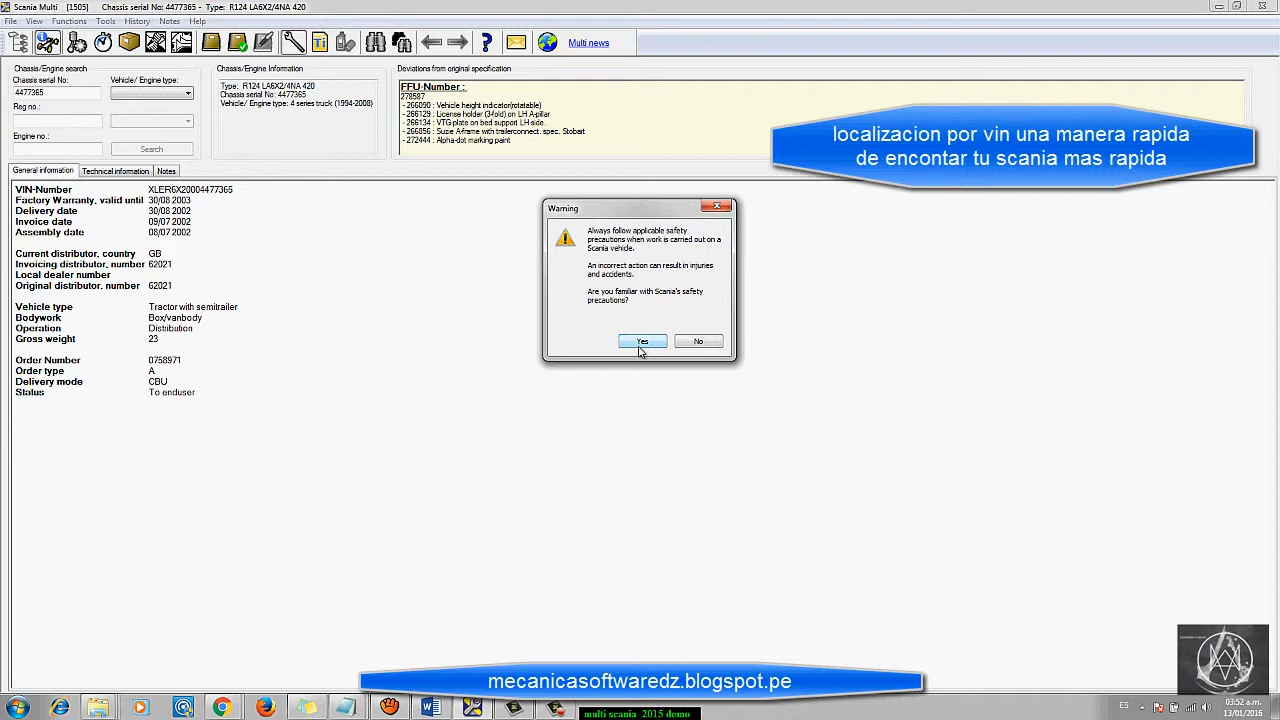 Scania Multi [1505] Chassis serial No: 4477365 - Type: R124 LA6X2/4NA 420
File View Functions Tools History Notes Help
Multi news
Chassis/Engine search
Chassis serial No: Vehicle/ Engine type:
4477365
Reg no.:
Engine no.:
Search
Chassis/Engine Information
Type: R124 LA6X2/4NA 420
Chassis serial No: 4477365
Vehicle/ Engine type: 4 series truck (1994-2008)
Deviations from original specification
FFU-Number :
278587
- 266090 : Vehicle height indicator(rotatable)
- 266129 : License holder (3-fold) on LH A-pillar
- 266134 : VTG plate on bed support LH side.
- 266856 : Suzie A-frame with trailerconnect. spec. Stobart
- 272444 : Alpha-dot marking paint
localizacion por vin una manera rapida
de encontar tu scania mas rapida
General information Technical information Notes
VIN-Number XLER6X20004477365
Factory Warranty, valid until 30/08 2003
Delivery date 30/08 2002
Invoice date 09/07 2002
Assembly date 08/07 2002
Current distributor, country GB
Invoicing distributor, number 62021
Local dealer number
Original distributor, number 62021
Vehicle type Tractor with semitrailer
Bodywork Box/vanbody
Operation Distribution
Gross weight 23
Order Number 0758971
Order type A
Delivery mode CBU
Status To enduser
Warning
Always follow applicable safety
precautions when work is carried out on a
Scania vehicle.
An incorrect action can result in injuries
and accidents.
Are you familiar with Scania's safety
precautions?
Yes No
mecanicasoftwaredz.blogspot.pe
multi scania 2015 demo
ES 03:52 a.m.
13/01/2016